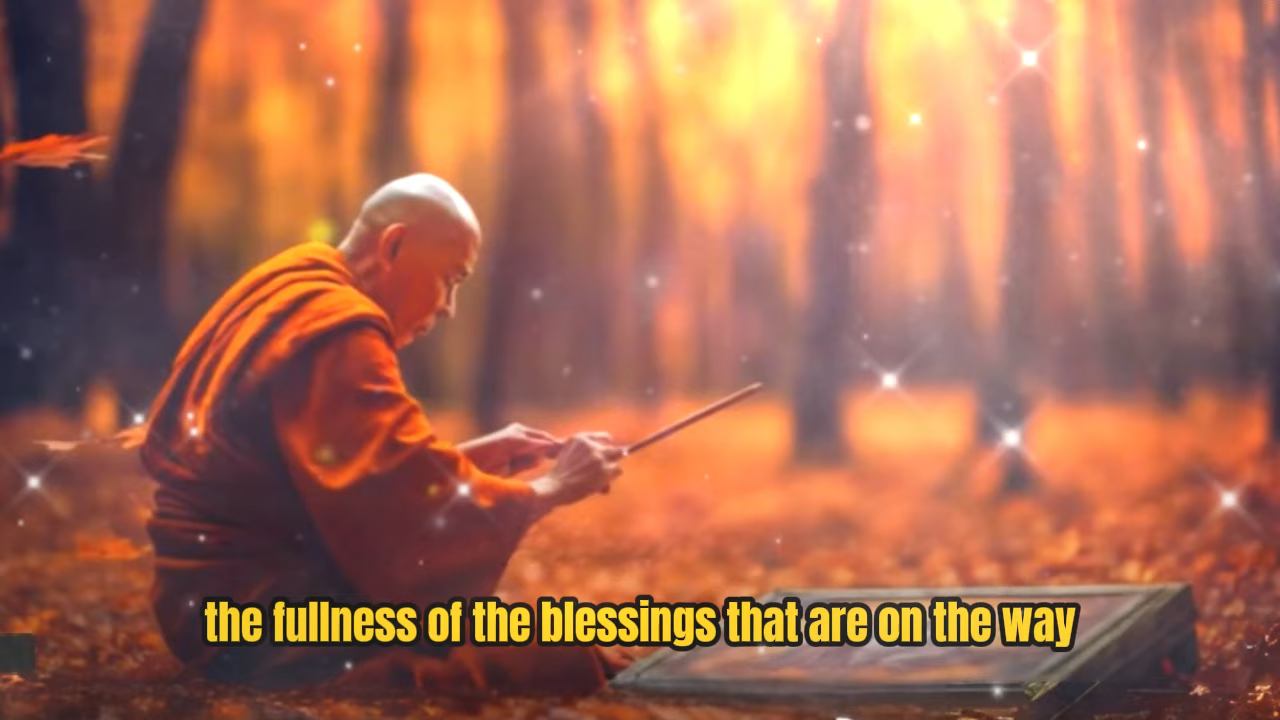 the fullness of the blessings that are on the way